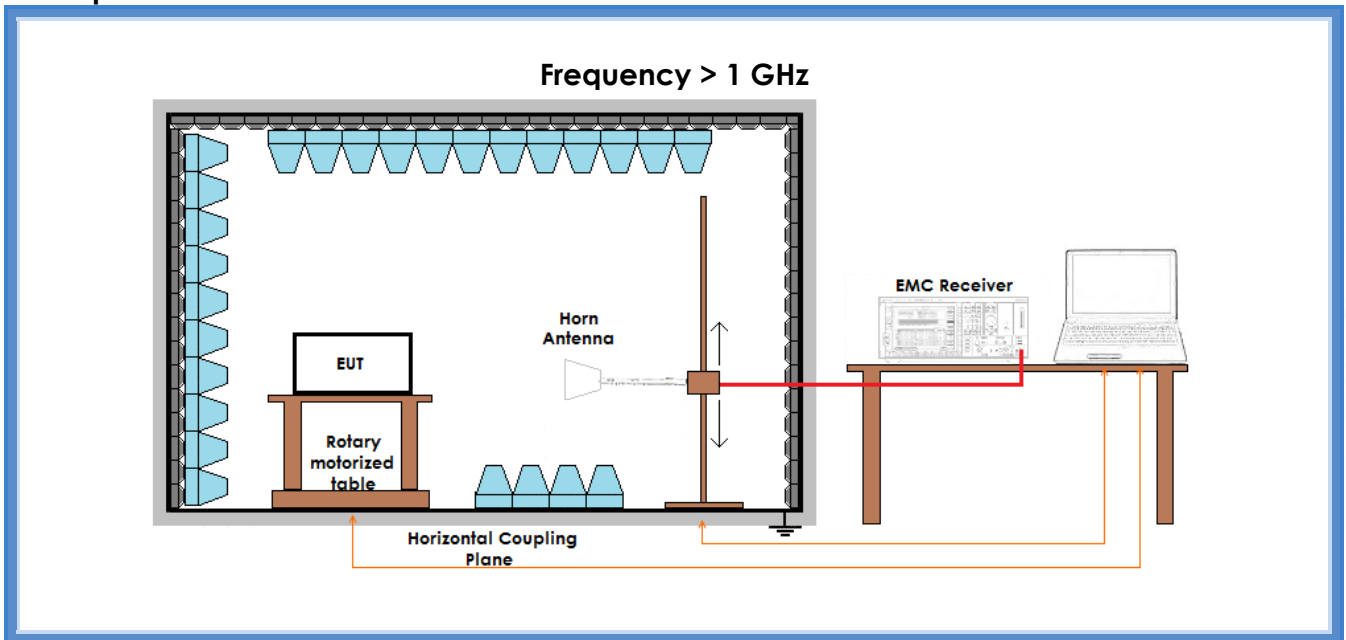 Frequency > 1 GHz
EMC Receiver
Horn
Antenna
EUT
Rotary
motorized
table
Horizontal Coupling
Plane